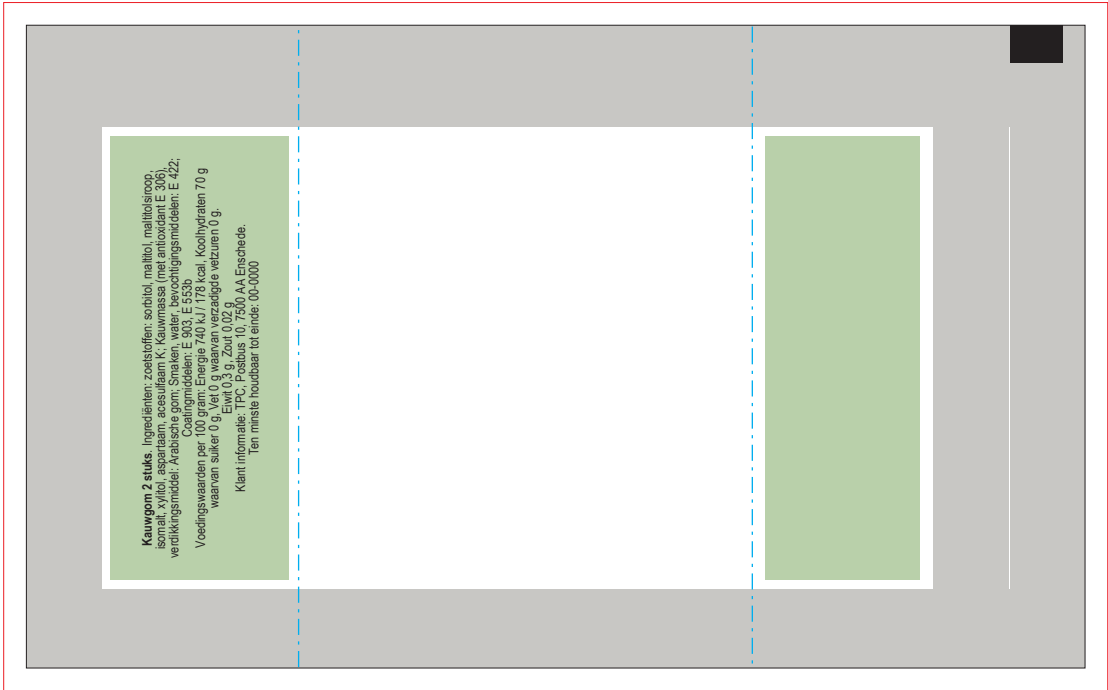 Kauwgom 2 stuks. Ingrediënten: zoetstoffen: sorbitol, maltitol, maltitolsiroop,
isomalt, xylitol, aspartaam, acesulfaam K; Kauwmassa (met antioxidant E 306),
verdikkingsmiddel: Arabische gom; Smaken, water, bevochtigingsmiddelen: E 422;
Coatingmiddelen: E 903, E 553b
Voedingswaarden per 100 gram: Energie 740 kJ / 178 kcal, Koolhydraten 70 g
waarvan suiker 0 g, Vet 0 g waarvan verzadigde vetzuren 0 g.
Eiwit 0,3 g, Zout 0,02 g
Klant informatie: TPC, Postbus 10, 7500 AA Enschede.
Ten minste houdbaar tot einde: 00-0000